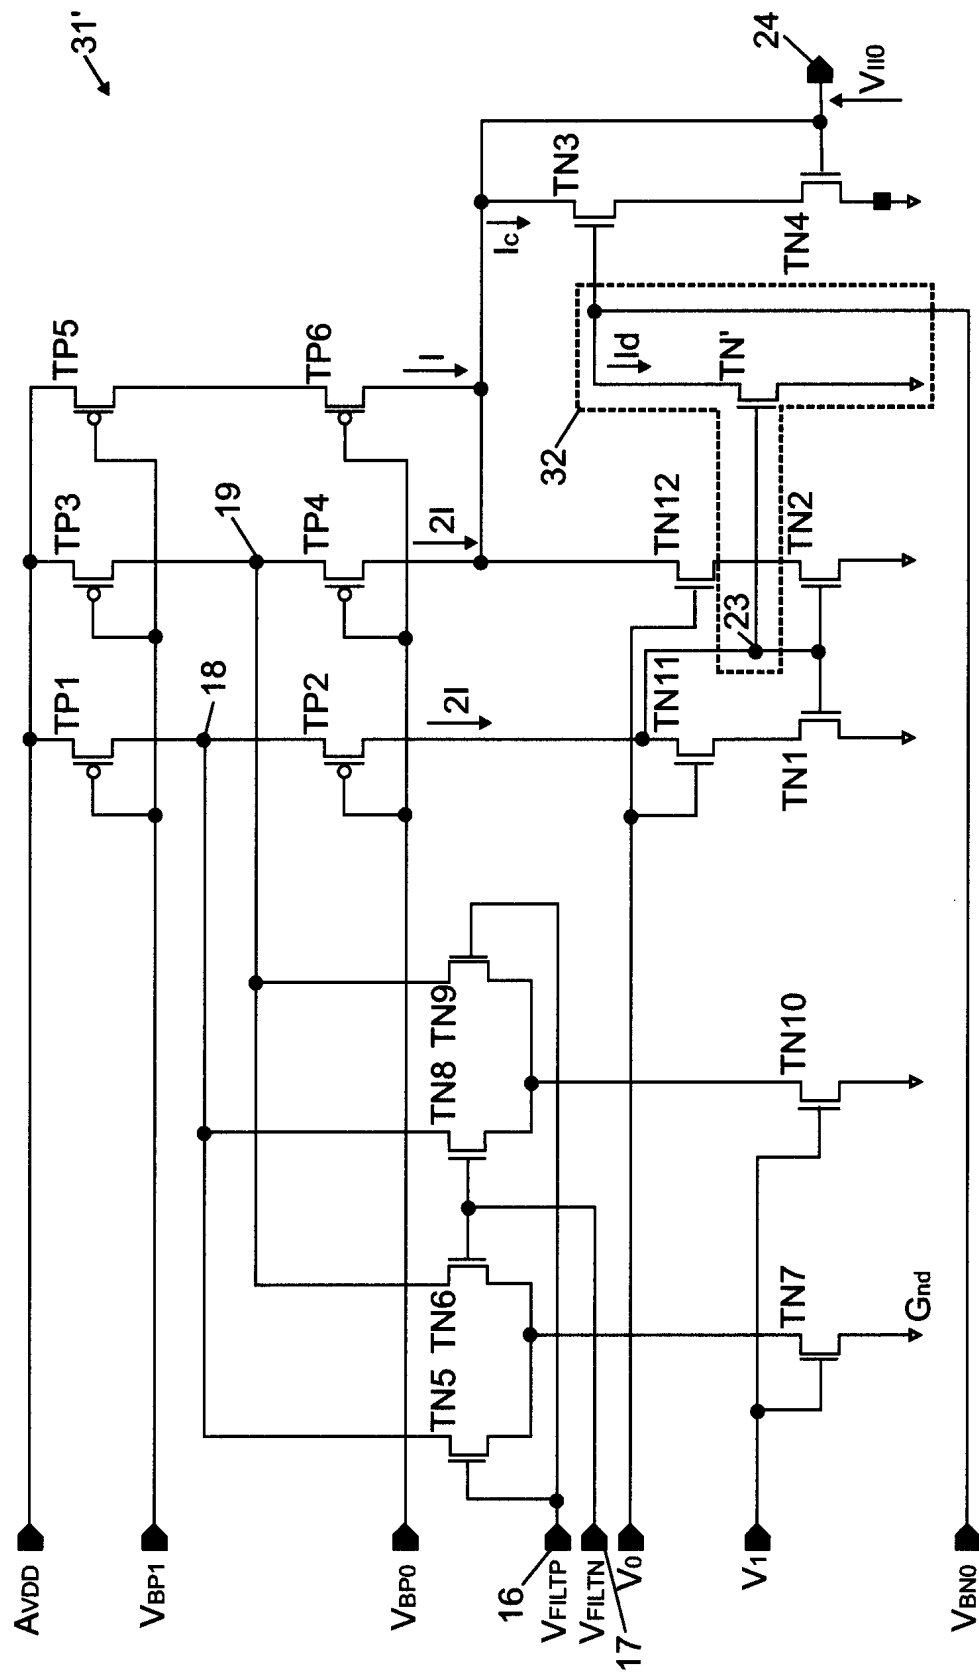 31'
24
VII0
TP5
TP3
TP1
19
18
TP6
TP4
TP2
I
2I
2I
Ic
TN3
TN4
Id
TN'
32
TN12
TN11
23
TN2
TN1
TN9
TN8
TN6
TN5
TN10
TN7
Gnd
AVDD
VBP1
VBP0
16
VFILTP
VFILTN
17
V0
V1
VBN0